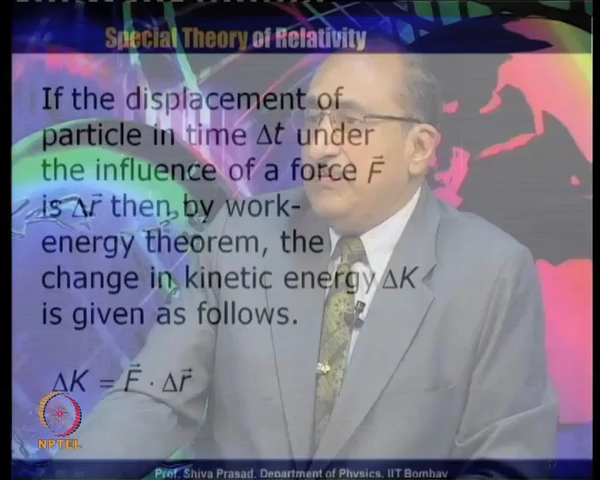 Special Theory of Relativity
If the displacement of
particle in time Δt under
the influence of a force F⃗
is Δr⃗ then by work-
energy theorem, the
change in kinetic energy ΔK
is given as follows.
ΔK = F⃗ · Δr⃗
NPTEL
Prof. Shiva Prasad, Department of Physics, IIT Bombay